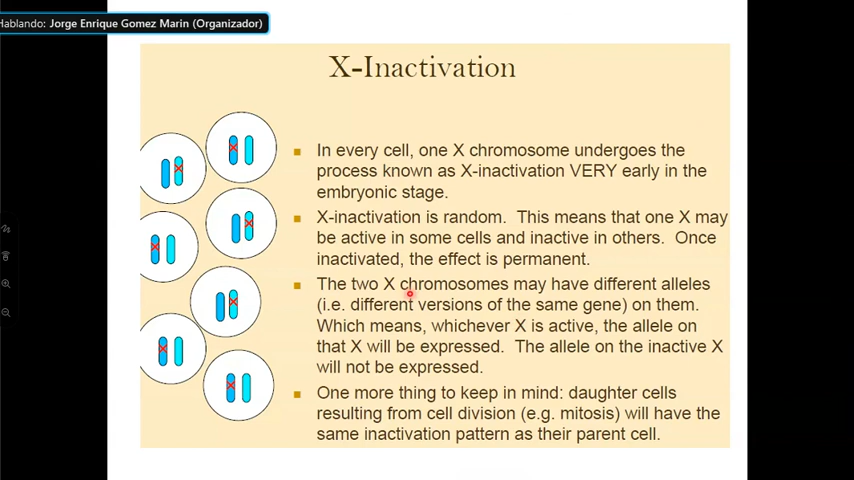 Hablando: Jorge Enrique Gomez Marin (Organizador)
X-Inactivation
In every cell, one X chromosome undergoes the
process known as X-inactivation VERY early in the
embryonic stage.
X-inactivation is random. This means that one X may
be active in some cells and inactive in others. Once
inactivated, the effect is permanent.
The two X chromosomes may have different alleles
(i.e. different versions of the same gene) on them.
Which means, whichever X is active, the allele on
that X will be expressed. The allele on the inactive X
will not be expressed.
One more thing to keep in mind: daughter cells
resulting from cell division (e.g. mitosis) will have the
same inactivation pattern as their parent cell.